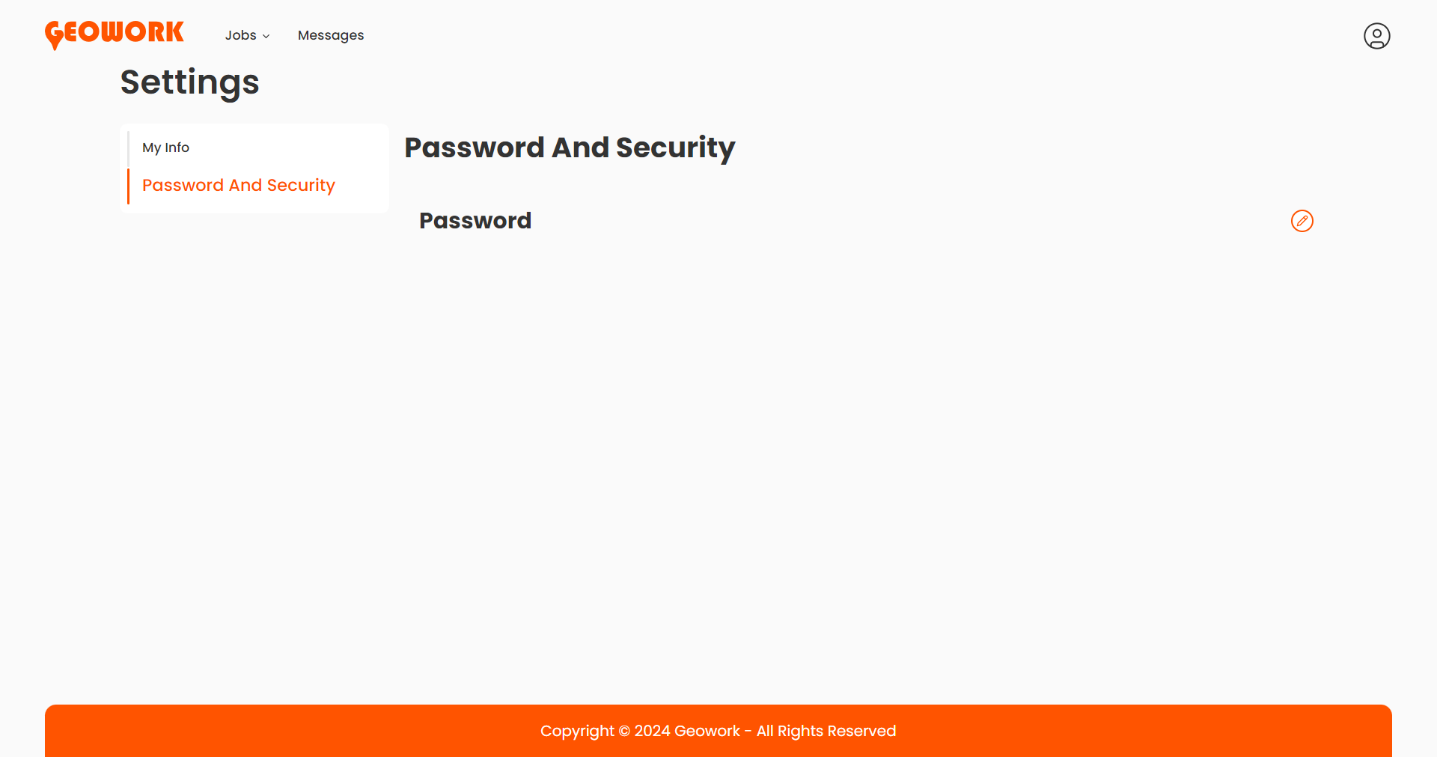 GEOWORK
Jobs
Messages
Settings
My Info
Password And Security
Password And Security
Password
Copyright © 2024 Geowork - All Rights Reserved